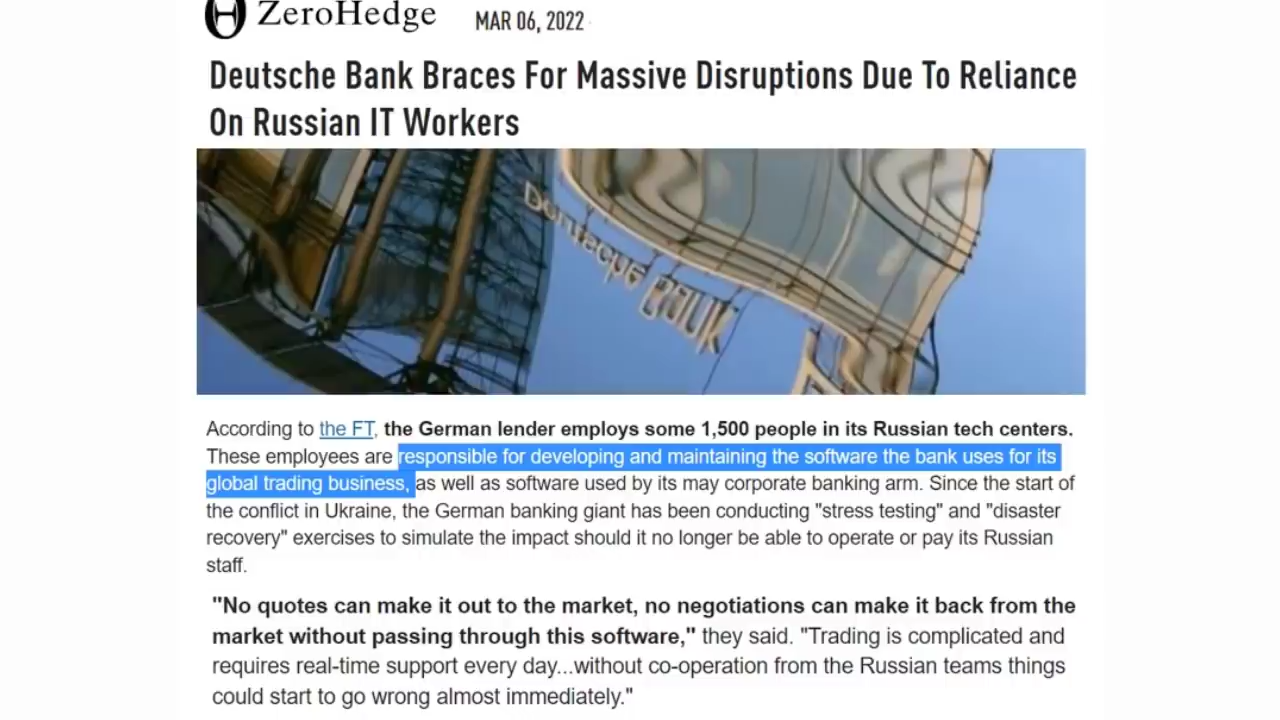 ZeroHedge MAR 06, 2022
Deutsche Bank Braces For Massive Disruptions Due To Reliance
On Russian IT Workers
Deutsche Bank
According to the FT, the German lender employs some 1,500 people in its Russian tech centers.
These employees are responsible for developing and maintaining the software the bank uses for its
global trading business, as well as software used by its may corporate banking arm. Since the start of
the conflict in Ukraine, the German banking giant has been conducting "stress testing" and "disaster
recovery" exercises to simulate the impact should it no longer be able to operate or pay its Russian
staff.
"No quotes can make it out to the market, no negotiations can make it back from the
market without passing through this software," they said. "Trading is complicated and
requires real-time support every day...without co-operation from the Russian teams things
could start to go wrong almost immediately."